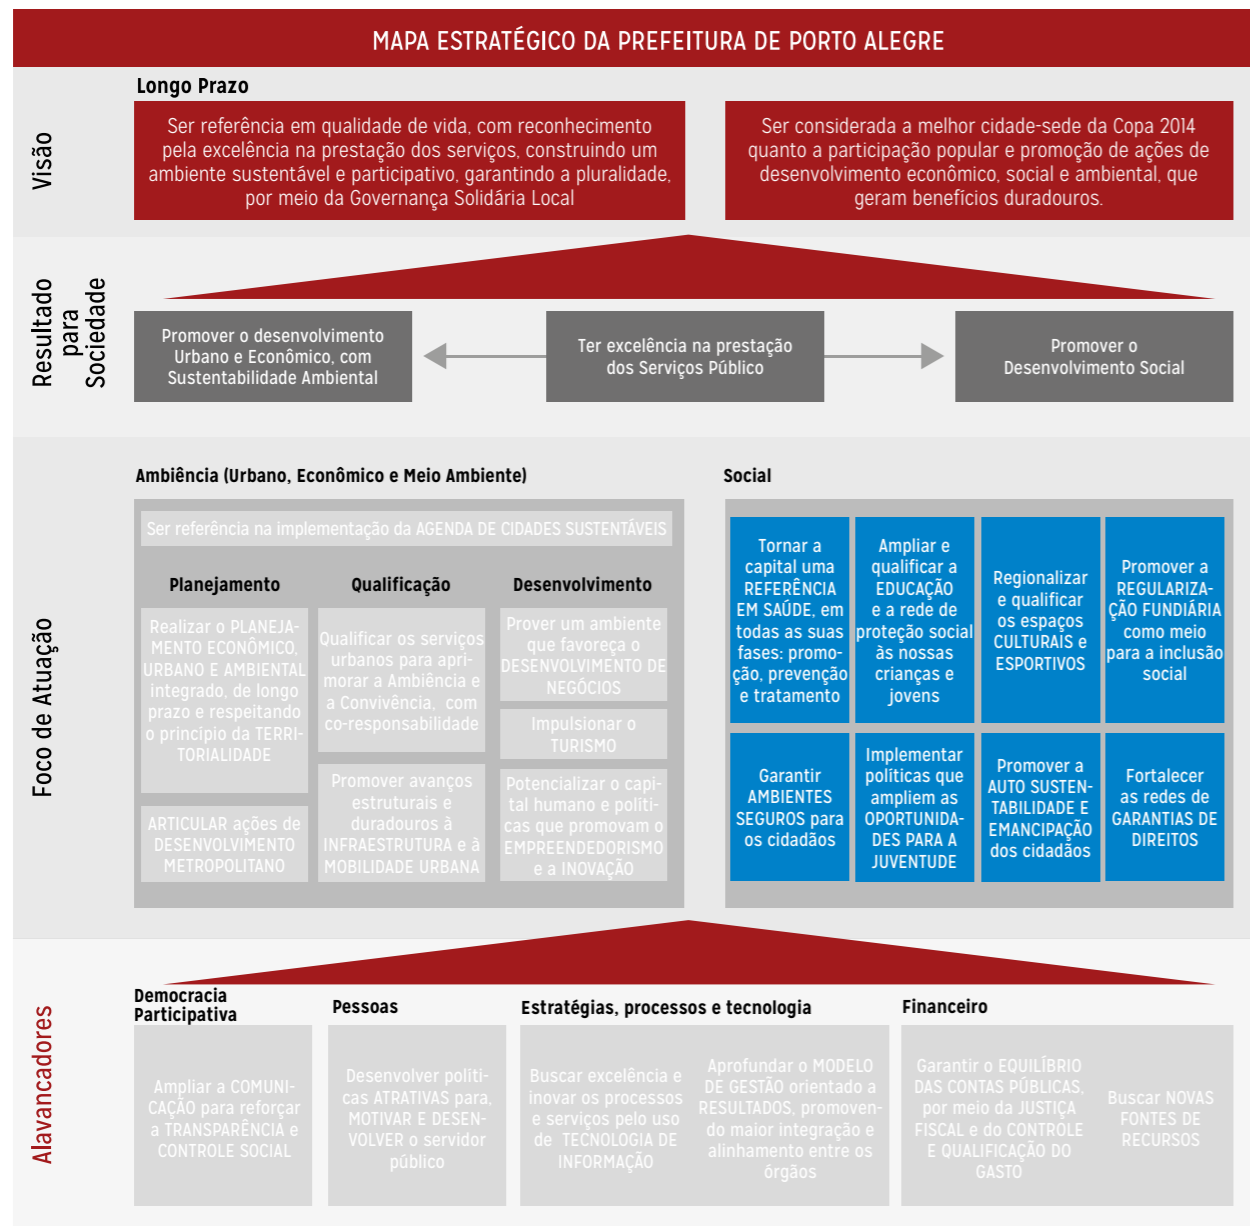 MAPA ESTRATÉGICO DA PREFEITURA DE PORTO ALEGRE
Visão
Longo Prazo
Ser referência em qualidade de vida, com reconhecimento
pela excelência na prestação dos serviços, construindo um
ambiente sustentável e participativo, garantindo a pluralidade,
por meio da Governança Solidária Local
Ser considerada a melhor cidade-sede da Copa 2014
quanto a participação popular e promoção de ações de
desenvolvimento econômico, social e ambiental, que
geram benefícios duradouros.
Resultado
para
Sociedade
Promover o desenvolvimento
Urbano e Econômico, com
Sustentabilidade Ambiental
Ter excelência na prestação
dos Serviços Público
Promover o
Desenvolvimento Social
Foco de Atuação
Ambiência (Urbano, Econômico e Meio Ambiente)
Ser referência na implementação da AGENDA DE CIDADES SUSTENTÁVEIS
Planejamento
Realizar o PLANEJA-
MENTO ECONÔMICO,
URBANO E AMBIENTAL
integrado, de longo
prazo e respeitando
o principio da TERRI-
TORIALIDADE
ARTICULAR ações de
DESENVOLVIMENTO
METROPOLITANO
Qualificação
Qualificar os serviços
urbanos para apri-
morar a Ambiência e
a Convivência, com
co-responsabilidade
Promover avanços
estruturais e
duradouros à
INFRAESTRUTURA e à
MOBILIDADE URBANA
Desenvolvimento
Prover um ambiente
que favoreça o
DESENVOLVIMENTO DE
NEGÓCIOS
Impulsionar o
TURISMO
Potencializar o capi-
tal humano e políti-
cas que promovam o
EMPREENDEDORISMO
e a INOVAÇÃO
Social
Tornar a
capital uma
REFERÊNCIA
EM SAÚDE, em
todas as suas
fases: promo-
ção, prevenção
e tratamento
Ampliar e
qualificar a
EDUCAÇÃO
e a rede de
proteção social
às nossas
crianças e
jovens
Regionalizar
e qualificar
os espaços
CULTURAIS e
ESPORTIVOS
Promover a
REGULARIZA-
ÇÃO FUNDIÁRIA
como meio
para a inclusão
social
Garantir
AMBIENTES
SEGUROS para
os cidadãos
Implementar
políticas que
ampliem as
OPORTUNIDA-
DES PARA A
JUVENTUDE
Promover a
AUTO SUSTEN-
TABILIDADE E
EMANCIPAÇÃO
dos cidadãos
Fortalecer
as redes de
GARANTIAS DE
DIREITOS
Alavancadores
Democracia
Participativa
Ampliar a COMUNI-
CAÇÃO para reforçar
a TRANSPARÊNCIA e
CONTROLE SOCIAL
Pessoas
Desenvolver polit-
icas ATRATIVAS para,
MOTIVAR E DESEN-
VOLVER o servidor
público
Estratégias, processos e tecnologia
Buscar excelência e
inovar os processos
e serviços pelo uso
de TECNOLOGIA DE
INFORMAÇÃO
Aprofundar o MODELO
DE GESTÃO orientado a
RESULTADOS, promoven-
do maior integração e
alinhamento entre os
órgãos
Financeiro
Garantir o EQUILÍBRIO
DAS CONTAS PÚBLICAS,
por meio da JUSTIÇA
FISCAL e do CONTROLE
E QUALIFICAÇÃO DO
GASTO
Buscar NOVAS
FONTES DE
RECURSOS